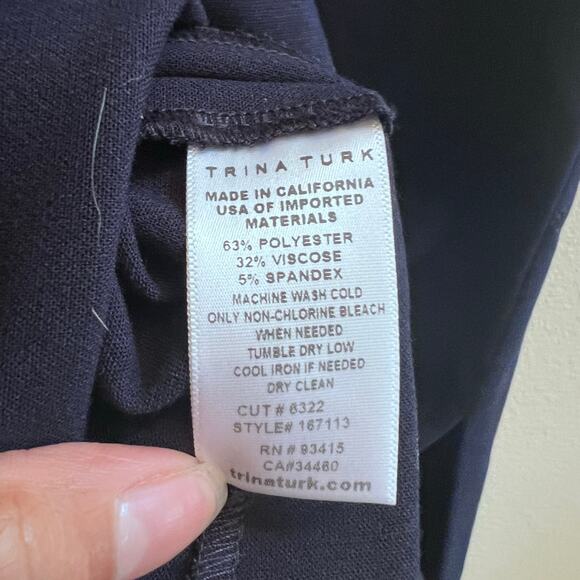 TRINA TURK
MADE IN CALIFORNIA
USA OF IMPORTED
MATERIALS
63% POLYESTER
32% VISCOSE
5% SPANDEX
MACHINE WASH COLD
ONLY NON-CHLORINE BLEACH
WHEN NEEDED
TUMBLE DRY LOW
COOL IRON IF NEEDED
DRY CLEAN
CUT # 6322
STYLE# 167113
RN # 93415
CA#34460
trinaturk.com